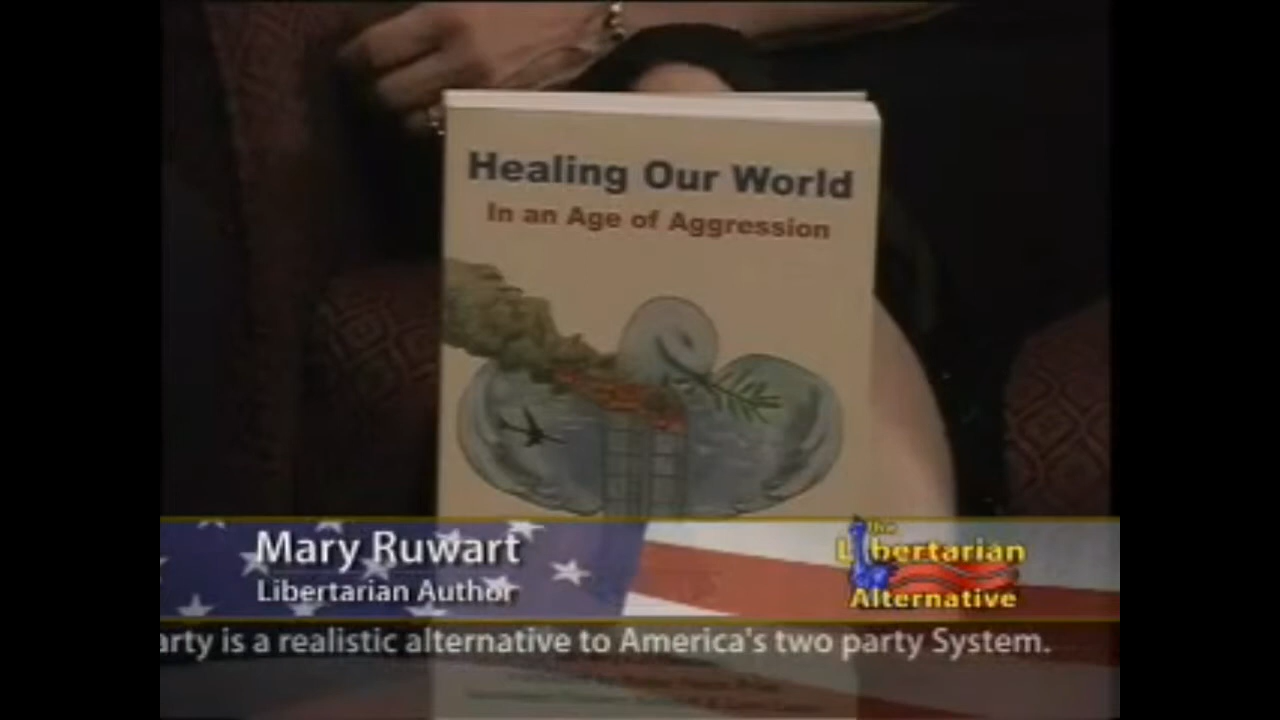 Healing Our World
In an Age of Aggression
Mary Ruwart
Libertarian Author
the
Libertarian
Alternative
arty is a realistic alternative to America's two party System.